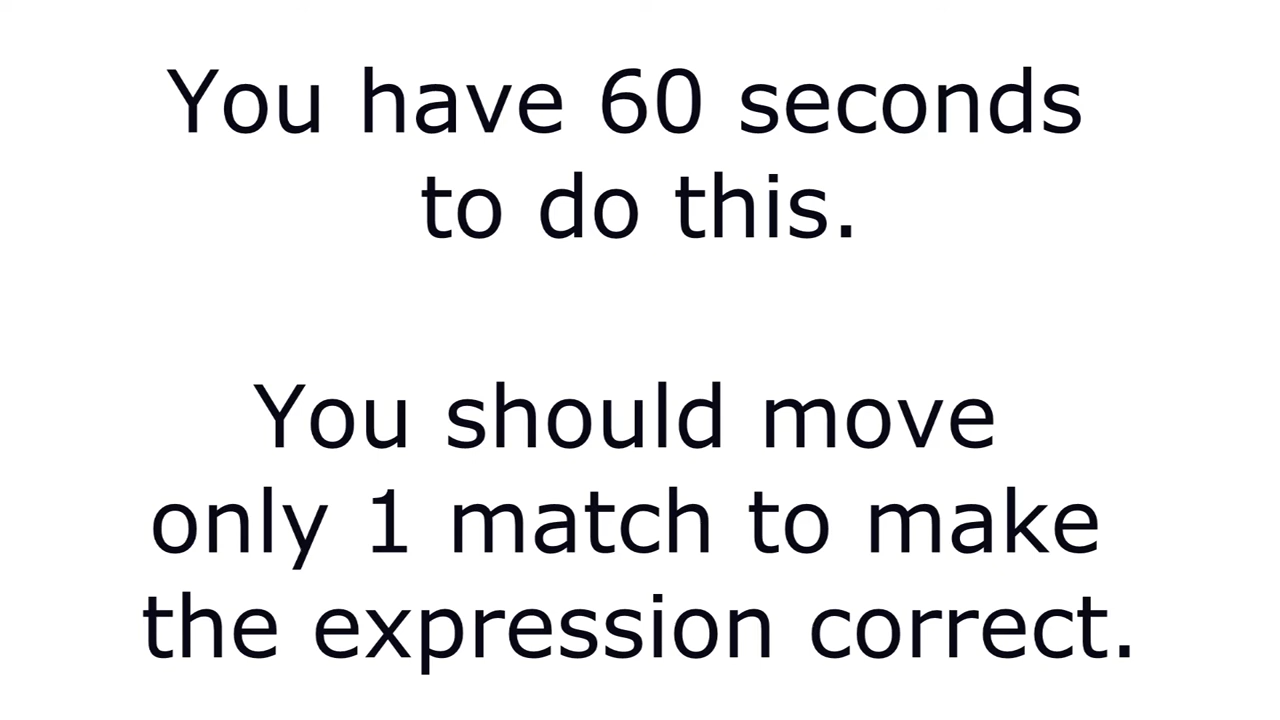 You have 60 seconds
to do this.
You should move
only 1 match to make
the expression correct.